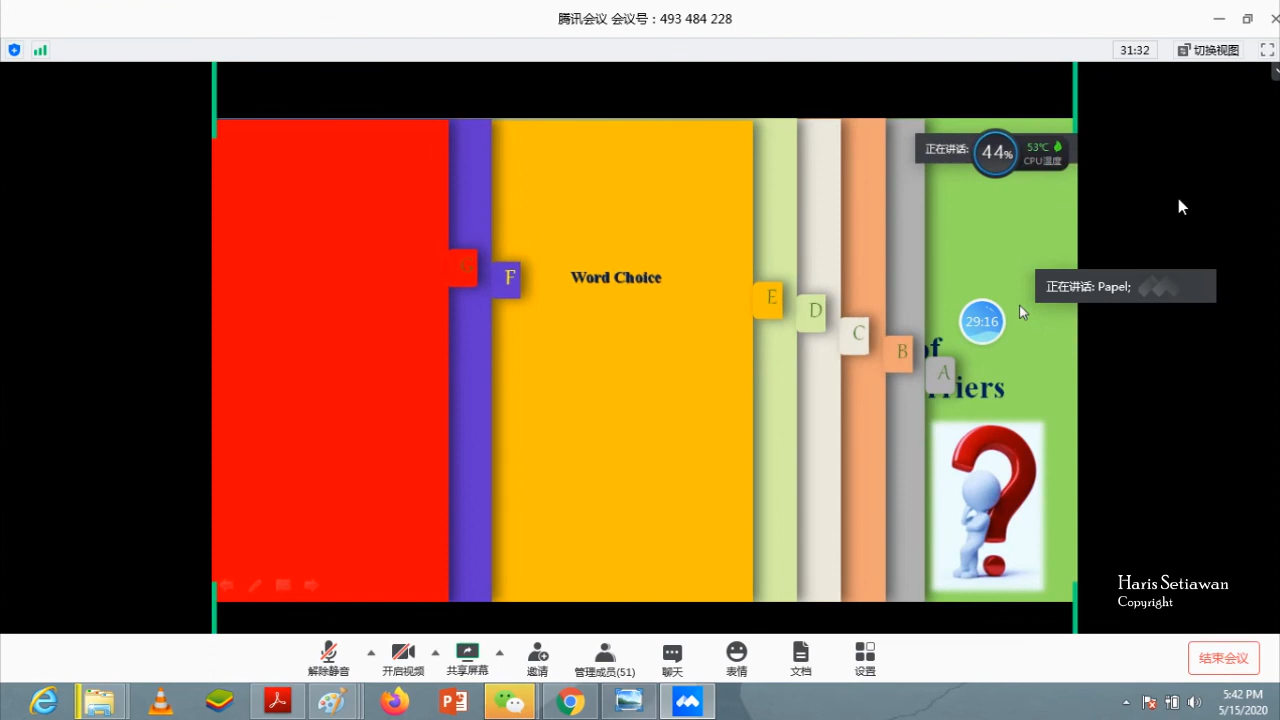 腾讯会议 会议号：493 484 228
31:32
切换视图
正在讲话:
44%
53℃
CPU温度
G
F
Word Choice
E
D
C
B
A
of
正在讲话: Papel;
29:16
Haris Setiawan
Copyright
解除静音
开启视频
共享屏幕
邀请
管理成员(51)
聊天
表情
文档
设置
结束会议
5:42 PM
5/15/2020